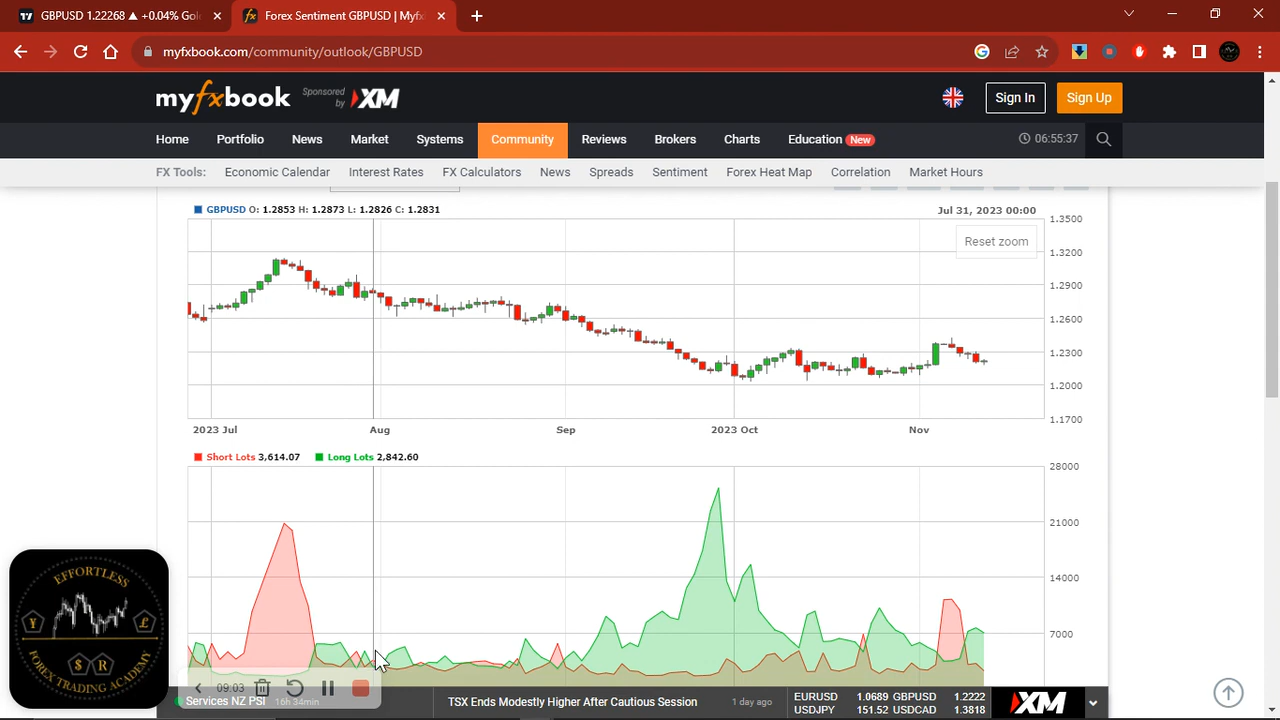 GBPUSD 1.22268 ▲ +0.04% Gol
Forex Sentiment GBPUSD | Myfx
myfxbook.com/community/outlook/GBPUSD
myfxbook Sponsored by XM
Sign In
Sign Up
Home Portfolio News Market Systems Community Reviews Brokers Charts Education New 06:55:37
FX Tools: Economic Calendar Interest Rates FX Calculators News Spreads Sentiment Forex Heat Map Correlation Market Hours
GBPUSD O: 1.2853 H: 1.2873 L: 1.2826 C: 1.2831
Jul 31, 2023 00:00
Reset zoom
1.3500
1.3200
1.2900
1.2600
1.2300
1.2000
1.1700
2023 Jul Aug Sep 2023 Oct Nov
Short Lots 3,614.07 Long Lots 2,842.60
28000
21000
14000
7000
EFFORTLESS
¥ £
$ R
FOREX TRADING ACADEMY
09:03
Services NZ PSI 16h 34min
TSX Ends Modestly Higher After Cautious Session 1 day ago
EURUSD 1.0689 GBPUSD 1.2222
USDJPY 151.52 USDCAD 1.3818
XM